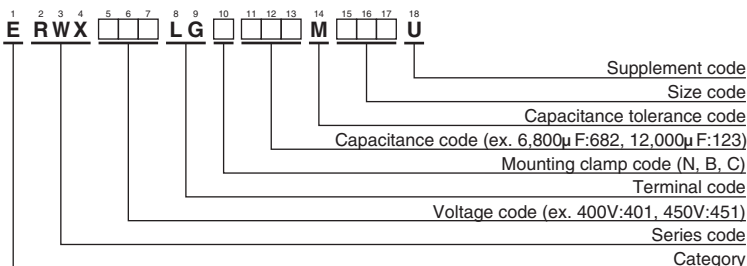 1 2 3 4 5 6 7 8 9 10 11 12 13 14 15 16 17 18
E RWX □□□ LG □ □□□ M □□□ U
Supplement code
Size code
Capacitance tolerance code
Capacitance code (ex. 6,800μF:682, 12,000μF:123)
Mounting clamp code (N, B, C)
Terminal code
Voltage code (ex. 400V:401, 450V:451)
Series code
Category